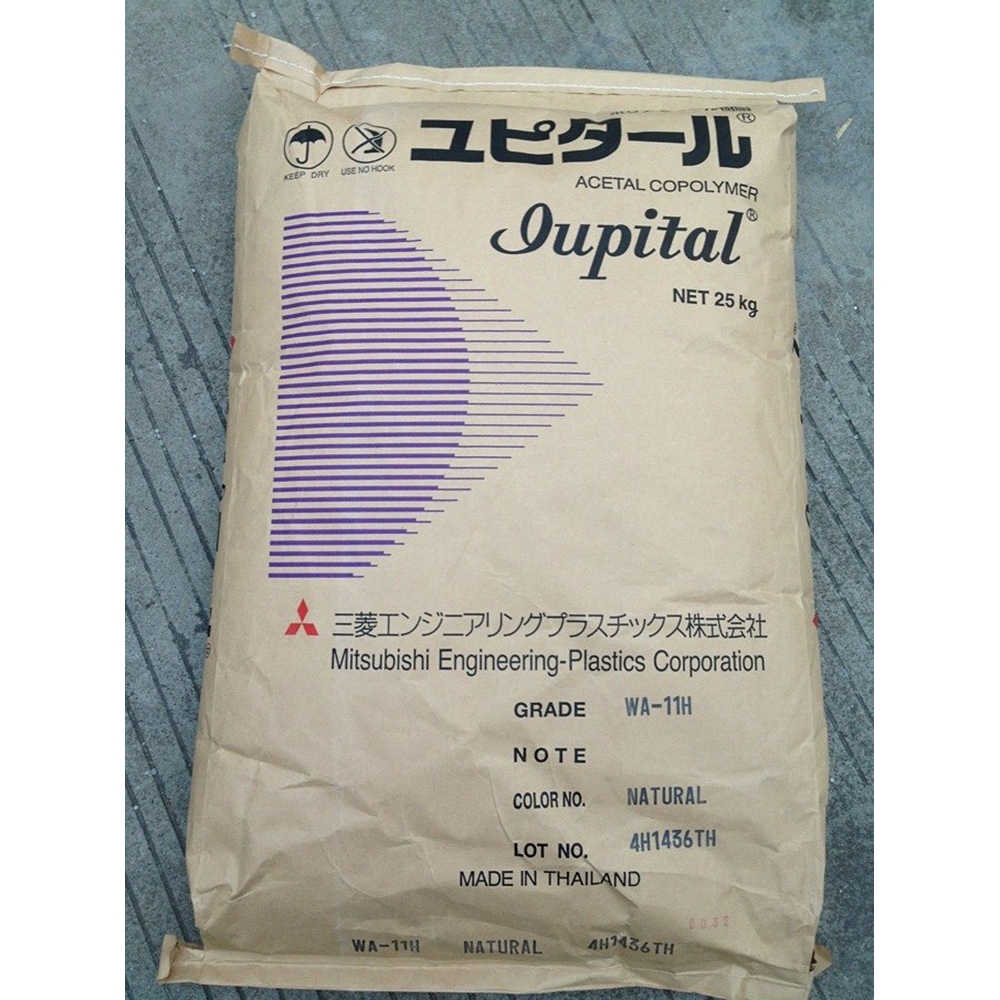 ユピタール®
KEEP DRY
USE NO HOOK
ACETAL COPOLYMER
Iupital®
NET 25 kg
三菱エンジニアリングプラスチックス株式会社
Mitsubishi Engineering-Plastics Corporation
GRADE WA-11H
NOTE
COLOR NO. NATURAL
LOT NO. 4H1436TH
MADE IN THAILAND
WA-11H NATURAL 4H1436TH